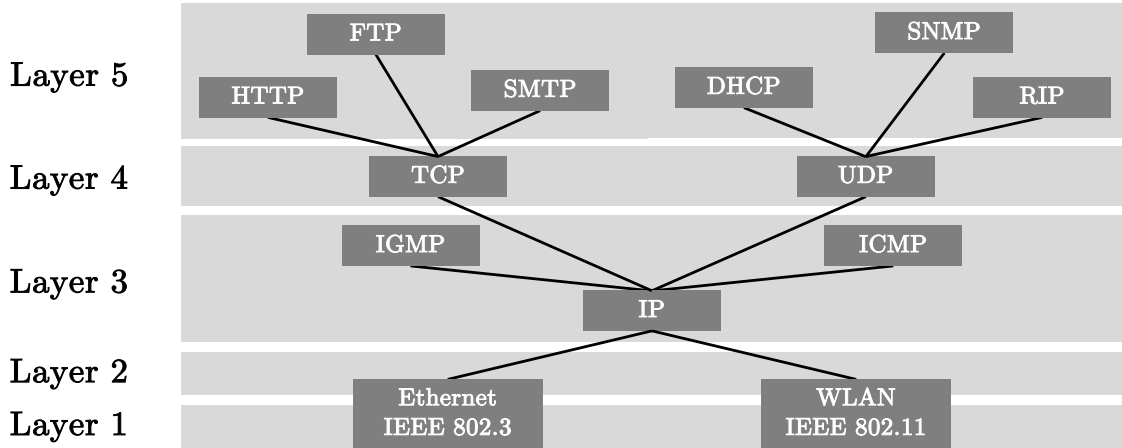 Layer 5
FTP
SNMP
HTTP
SMTP
DHCP
RIP
Layer 4
TCP
UDP
Layer 3
IGMP
ICMP
IP
Layer 2
Layer 1
Ethernet
IEEE 802.3
WLAN
IEEE 802.11